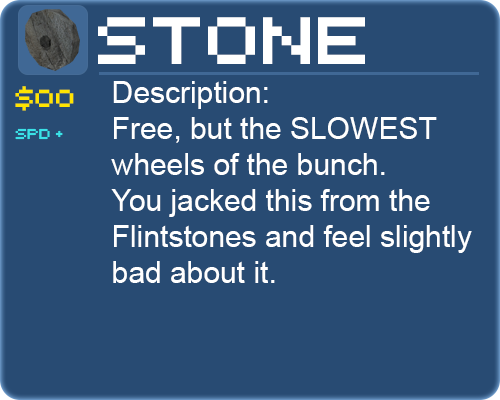 STONE
$00
SPD +
Description:
Free, but the SLOWEST
wheels of the bunch.
You jacked this from the
Flintstones and feel slightly
bad about it.